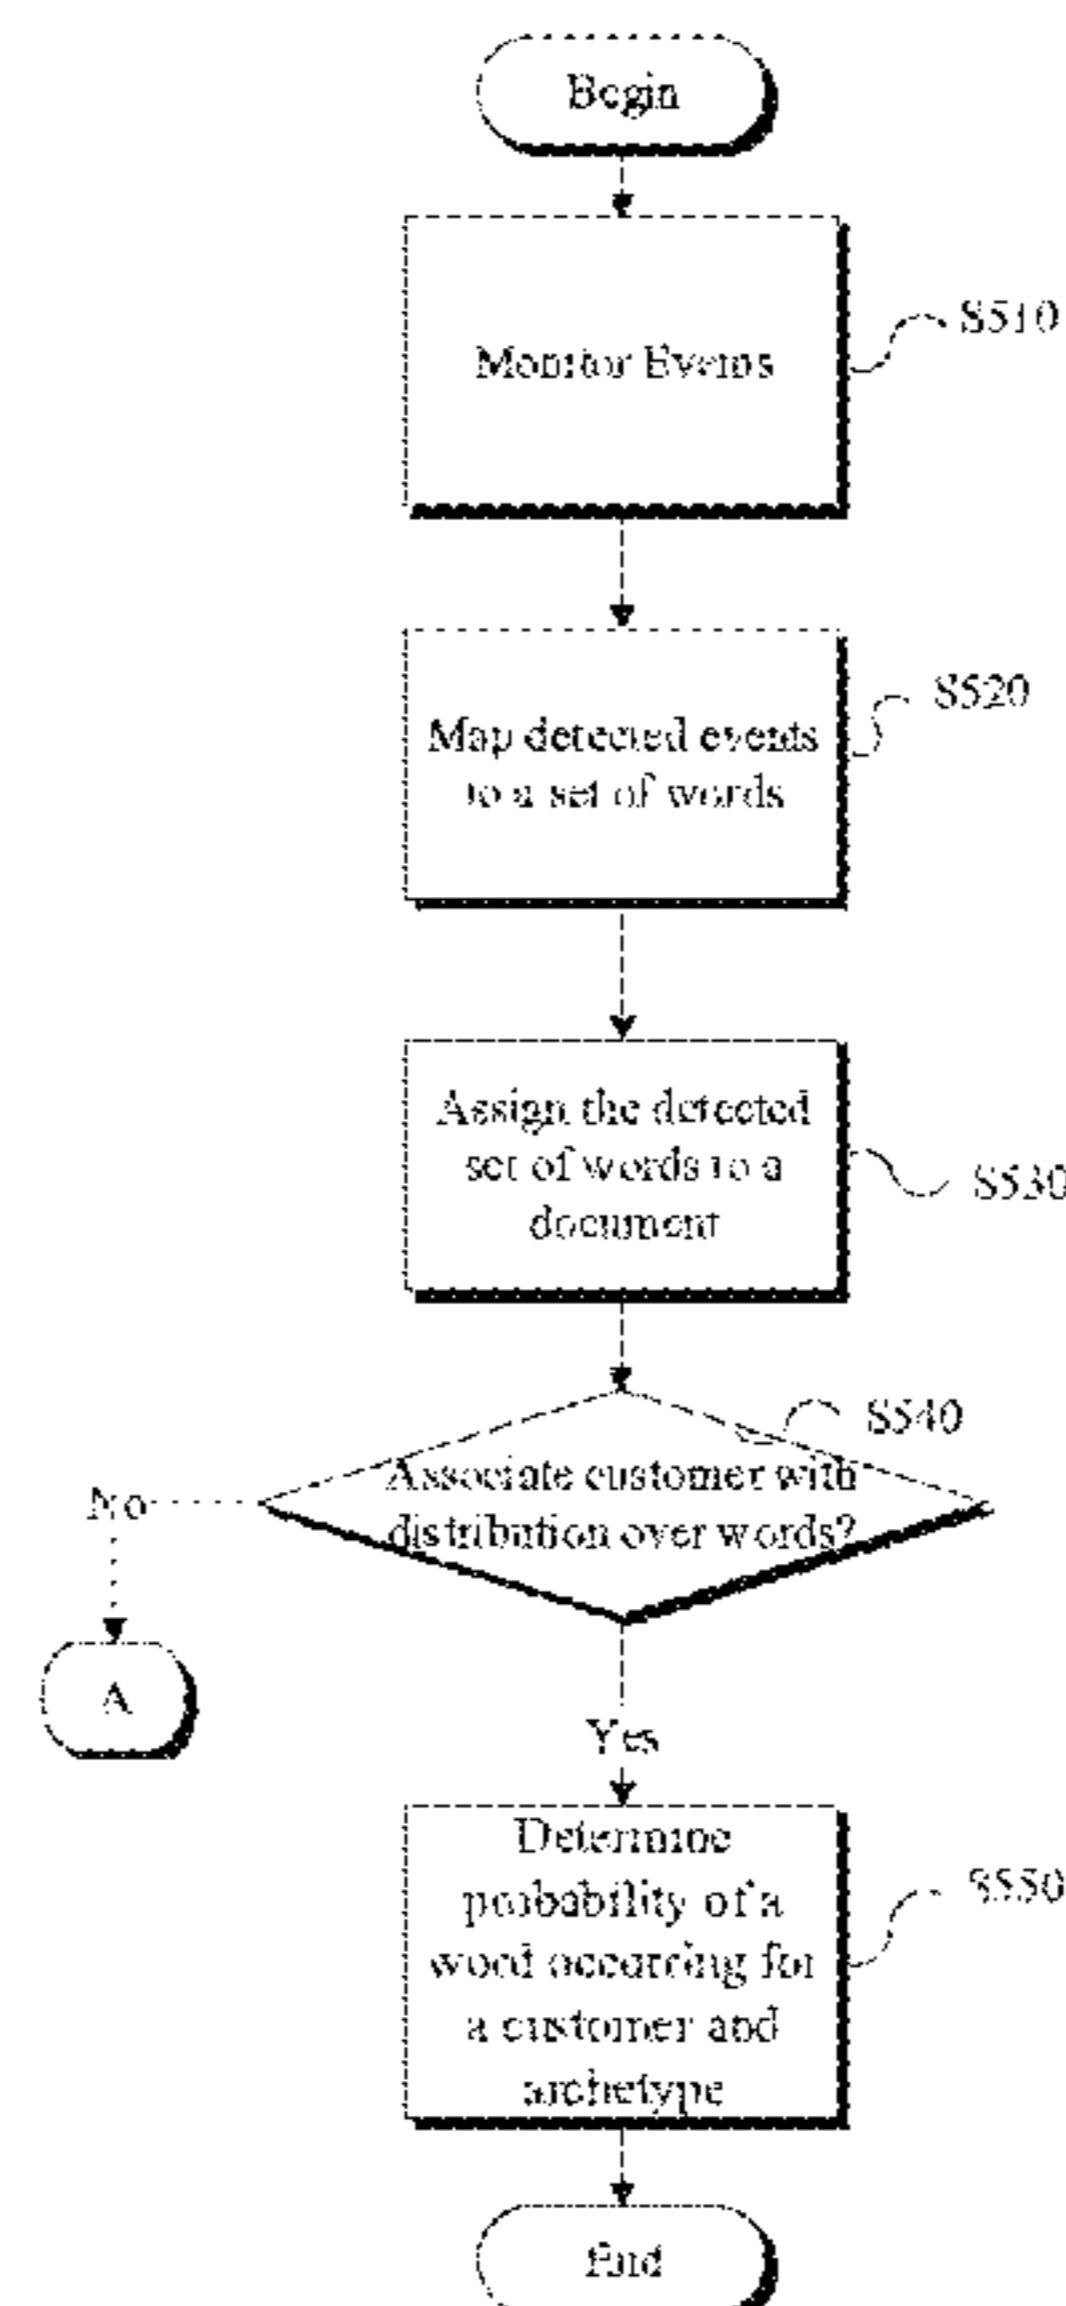 Begin
Monitor Events
S510
Map detected events
to a set of words
S520
Assign the detected
set of words to a
document
S530
Associate customer with
distribution over words?
S540
No
A
Yes
Determine
probability of a
word occurring for
a customer and
archetype
S550
End